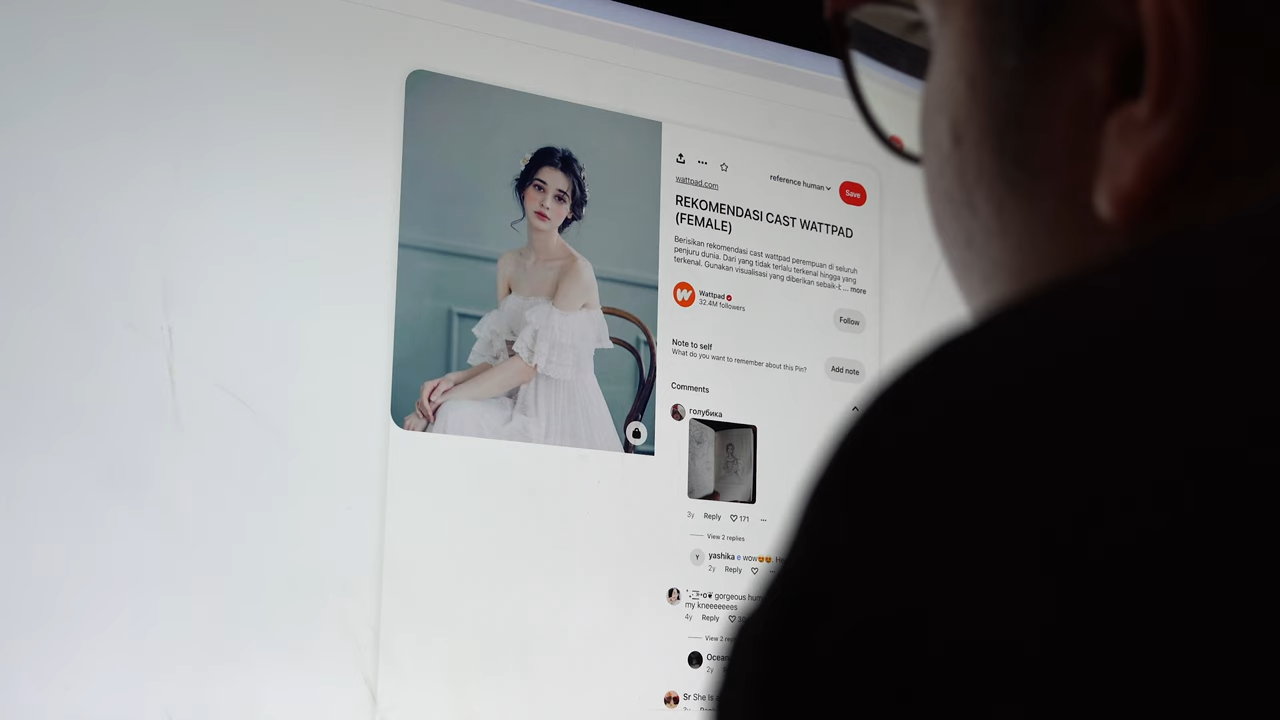 reference human
Save
wattpad.com
REKOMENDASI CAST WATTPAD
(FEMALE)
Berisikan rekomendasi cast wattpad perempuan di seluruh
penjuru dunia. Dari yang tidak terlalu terkenal hingga yang
terkenal. Gunakan visualisasi yang diberikan sebaik-t ... more
Wattpad
32.4M followers
Follow
Note to self
What do you want to remember about this Pin?
Add note
Comments
голубика
3y Reply 171
View 2 replies
Y yashika e wow
2y Reply
gorgeous
my kneeeeeees
4y Reply
View 2
2y
Sr She Is